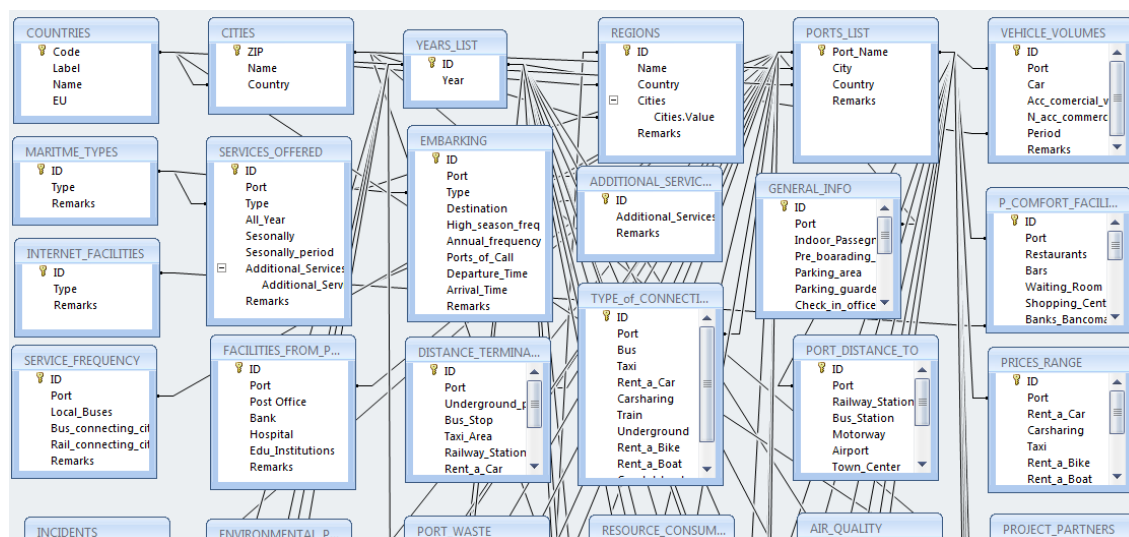 COUNTRIES
Code
Label
Name
EU
CITIES
ZIP
Name
Country
YEARS_LIST
ID
Year
REGIONS
ID
Name
Country
Cities
Cities.Value
Remarks
PORTS_LIST
Port_Name
City
Country
Remarks
VEHICLE_VOLUMES
ID
Port
Car
Acc_comercial_v
N_acc_commerc
Period
Remarks
MARITME_TYPES
ID
Type
Remarks
SERVICES_OFFERED
ID
Port
Type
All_Year
Sesonally
Sesonally_period
Additional_Services
Additional_Serv
Remarks
EMBARKING
ID
Port
Type
Destination
High_season_freq
Annual_frequency
Ports_of_Call
Departure_Time
Arrival_Time
Remarks
ADDITIONAL_SERVIC...
ID
Additional_Services
Remarks
GENERAL_INFO
ID
Port
Indoor_Passegn
Pre_boarading_
Parking_area
Parking_guarde
Check_in_office
P_COMFORT_FACILI...
ID
Port
Restaurants
Bars
Waiting_Room
Shopping_Cent
Banks_Bancoma
INTERNET_FACILITIES
ID
Type
Remarks
TYPE_of_CONNECTI...
ID
Port
Bus
Taxi
Rent_a_Car
Carsharing
Train
Underground
Rent_a_Bike
Rent_a_Boat
SERVICE_FREQUENCY
ID
Port
Local_Buses
Bus_connecting_cit
Rail_connecting_cit
Remarks
FACILITIES_FROM_P...
ID
Port
Post Office
Bank
Hospital
Edu_Institutions
Remarks
DISTANCE_TERMINA...
ID
Port
Underground_p
Bus_Stop
Taxi_Area
Railway_Station
Rent_a_Car
PORT_DISTANCE_TO
ID
Port
Railway_Station
Bus_Station
Motorway
Airport
Town_Center
PRICES_RANGE
ID
Port
Rent_a_Car
Carsharing
Taxi
Rent_a_Bike
Rent_a_Boat
INCIDENTS
ENVIRONMENTAL_P...
PORT_WASTE
RESOURCE_CONSUM...
AIR_QUALITY
PROJECT_PARTNERS